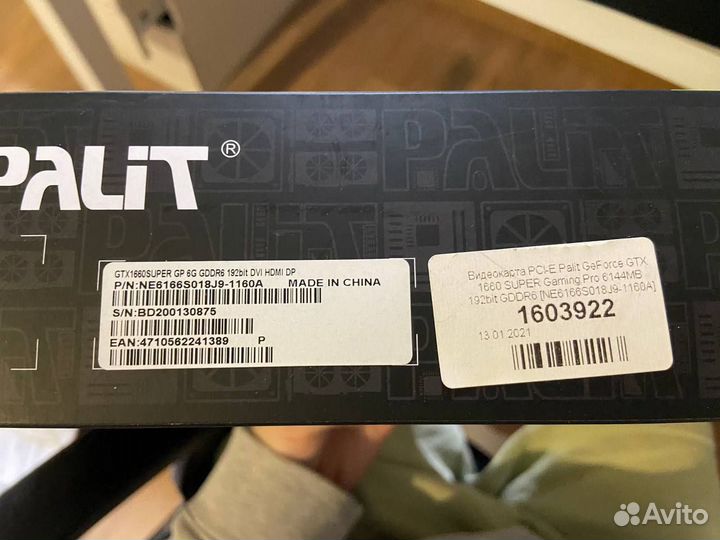 PALIT®
GTX1660SUPER GP 6G GDDR6 192bit DVI HDMI DP
P/N:NE6166S018J9-1160A MADE IN CHINA
S/N:BD200130875
EAN:4710562241389 P
Видеокарта PCI-E Palit GeForce GTX
1660 SUPER Gaming Pro 6144MB
192bit GDDR6 [NE6166S018J9-1160A]
1603922
13.01.2021
Avito